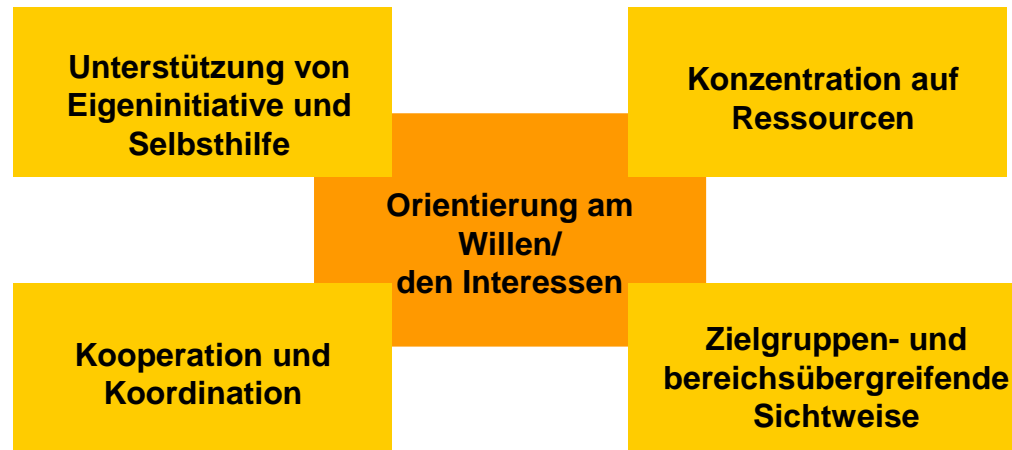 Unterstützung von
Eigeninitiative und
Selbsthilfe
Konzentration auf
Ressourcen
Orientierung am
Willen/
den Interessen
Kooperation und
Koordination
Zielgruppen- und
bereichsübergreifende
Sichtweise